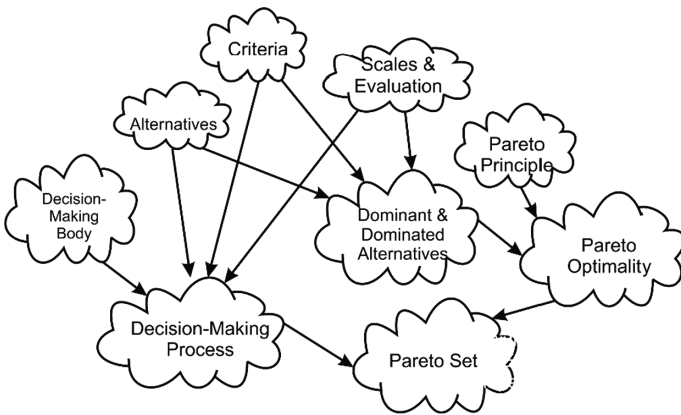 Criteria
Scales &
Evaluation
Alternatives
Pareto
Principle
Decision-
Making
Body
Dominant &
Dominated
Alternatives
Pareto
Optimality
Decision-Making
Process
Pareto Set